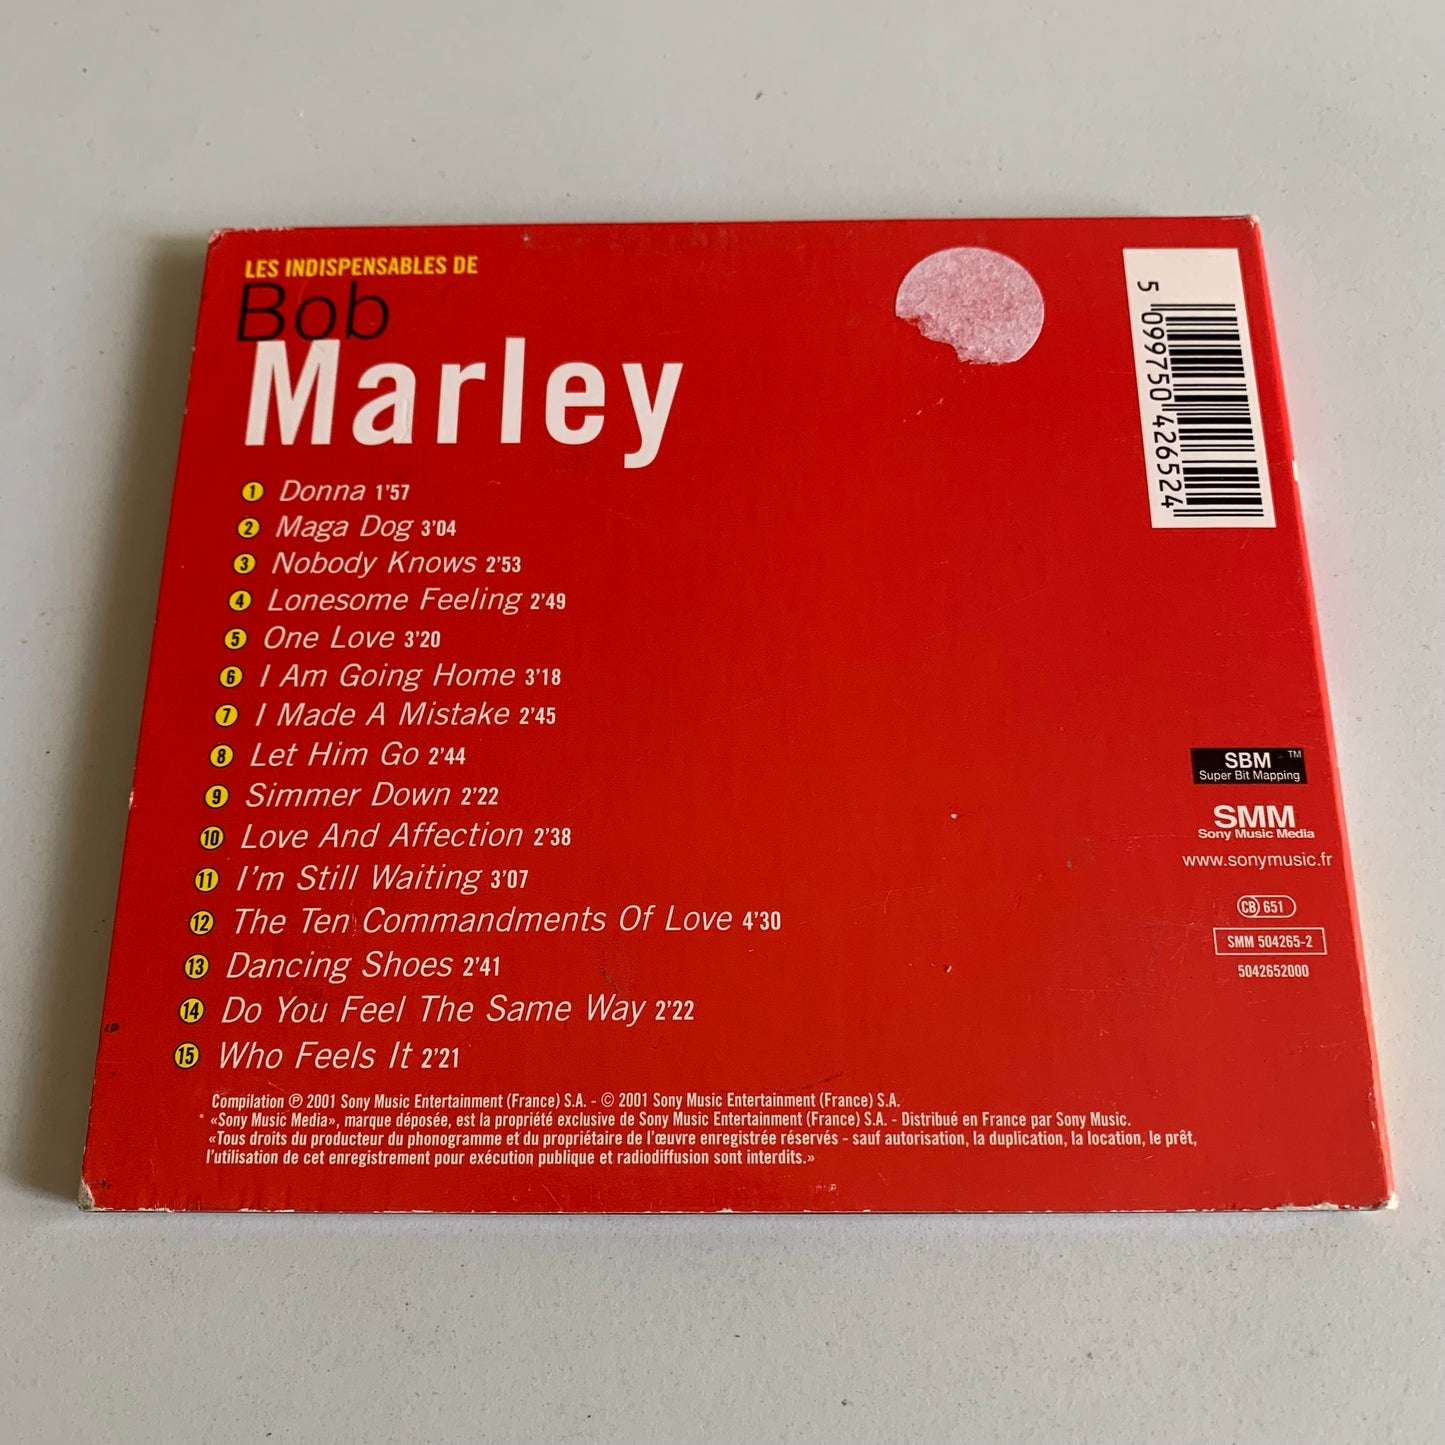 LES INDISPENSABLES DE
Bob
Marley
5 099750 426524
1 Donna 1'57
2 Maga Dog 3'04
3 Nobody Knows 2'53
4 Lonesome Feeling 2'49
5 One Love 3'20
6 I Am Going Home 3'18
7 I Made A Mistake 2'45
8 Let Him Go 2'44
9 Simmer Down 2'22
10 Love And Affection 2'38
11 I'm Still Waiting 3'07
12 The Ten Commandments Of Love 4'30
13 Dancing Shoes 2'41
14 Do You Feel The Same Way 2'22
15 Who Feels It 2'21
SBM TM
Super Bit Mapping
SMM
Sony Music Media
www.sonymusic.fr
CB 651
SMM 504265-2
5042652000
Compilation ℗ 2001 Sony Music Entertainment (France) S.A. - © 2001 Sony Music Entertainment (France) S.A.
«Sony Music Media», marque déposée, est la propriété exclusive de Sony Music Entertainment (France) S.A. - Distribué en France par Sony Music.
«Tous droits du producteur du phonogramme et du propriétaire de l'œuvre enregistrée réservés - sauf autorisation, la duplication, la location, le prêt,
l'utilisation de cet enregistrement pour exécution publique et radiodiffusion sont interdits.»